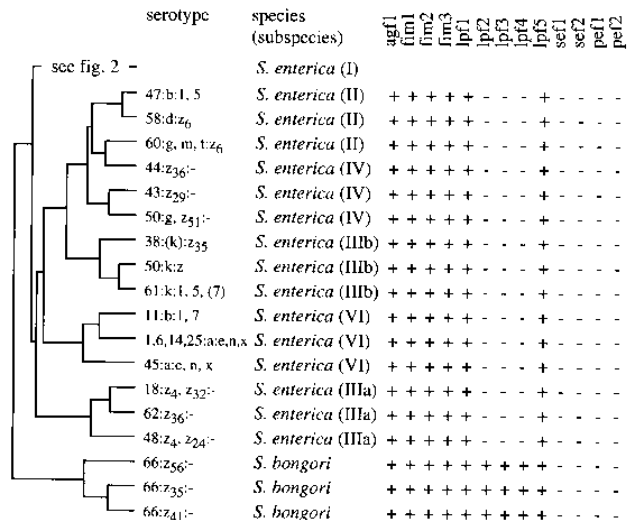 serotype species (subspecies) agf1 fim1 fim2 fim3 lpf1 lpf2 lpf3 lpf4 lpf5 sef1 sef2 pef1 pef2
see fig. 2 - S. enterica (I)
47:b:1, 5 S. enterica (II) + + + + + - - - + - - - -
58:d:z6 S. enterica (II) + + + + + - - - + - - - -
60:g, m, t:z6 S. enterica (II) + + + + + - - - + - - - -
44:z36:- S. enterica (IV) + + + + + - - - + - - - -
43:z29:- S. enterica (IV) + + + + + - - - + - - - -
50:g, z51:- S. enterica (IV) + + + + + - - - + - - - -
38:(k):z35 S. enterica (IIIb) + + + + + - - - + - - - -
50:k:z S. enterica (IIIb) + + + + + - - - + - - - -
61:k:1, 5, (7) S. enterica (IIIb) + + + + + - - - + - - - -
11:b:1, 7 S. enterica (VI) + + + + + - - - + - - - -
1,6,14,25:a:e,n,x S. enterica (VI) + + + + + - - - + - - - -
45:a:e, n, x S. enterica (VI) + + + + + - - - + - - - -
18:z4, z32:- S. enterica (IIIa) + + + + + - - - + - - - -
62:z36:- S. enterica (IIIa) + + + + + - - - + - - - -
48:z4, z24:- S. enterica (IIIa) + + + + + - - - + - - - -
66:z56:- S. bongori + + + + + + + + + - - - -
66:z35:- S. bongori + + + + + + + + + - - - -
66:z41:- S. bongori + + + + + + + + + - - - -